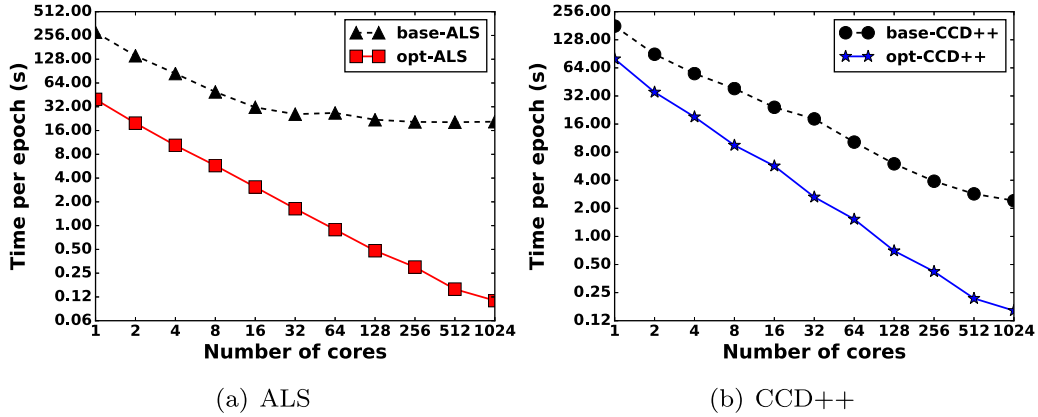 512.00
256.00
128.00
64.00
32.00
16.00
8.00
4.00
2.00
1.00
0.50
0.25
0.12
0.06
Time per epoch (s)
base-ALS
opt-ALS
1 2 4 8 16 32 64 128 256 512 1024
Number of cores
(a) ALS
256.00
128.00
64.00
32.00
16.00
8.00
4.00
2.00
1.00
0.50
0.25
0.12
Time per epoch (s)
base-CCD++
opt-CCD++
1 2 4 8 16 32 64 128 256 512 1024
Number of cores
(b) CCD++